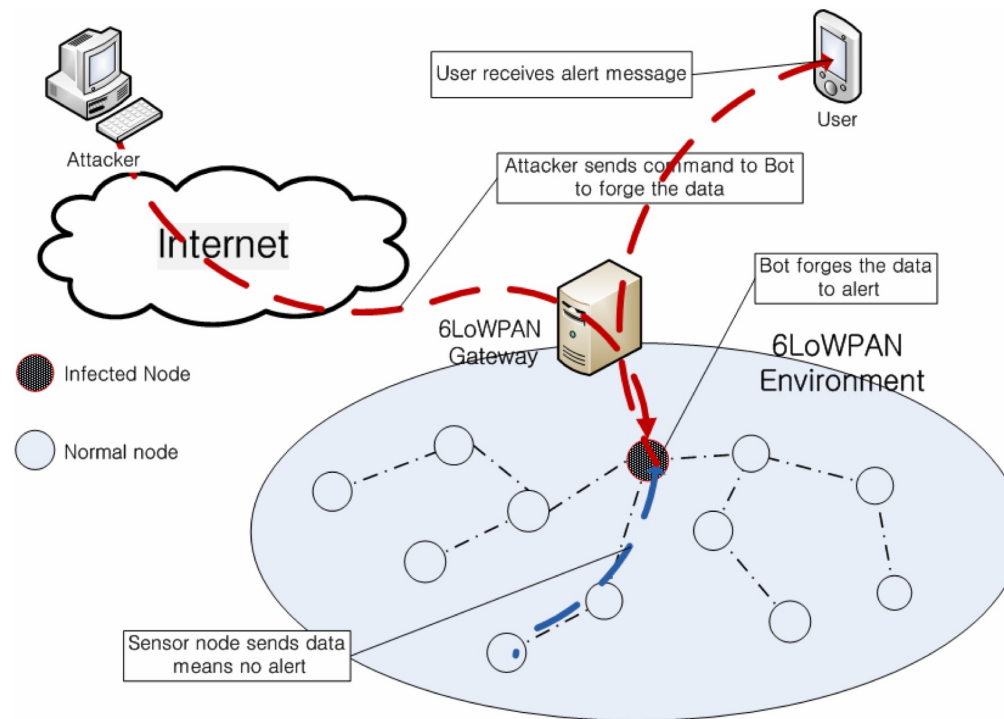 User receives alert message
User
Attacker
Attacker sends command to Bot
to forge the data
Internet
Bot forges the data
to alert
6LoWPAN
Gateway
6LoWPAN
Environment
Infected Node
Normal node
Sensor node sends data
means no alert